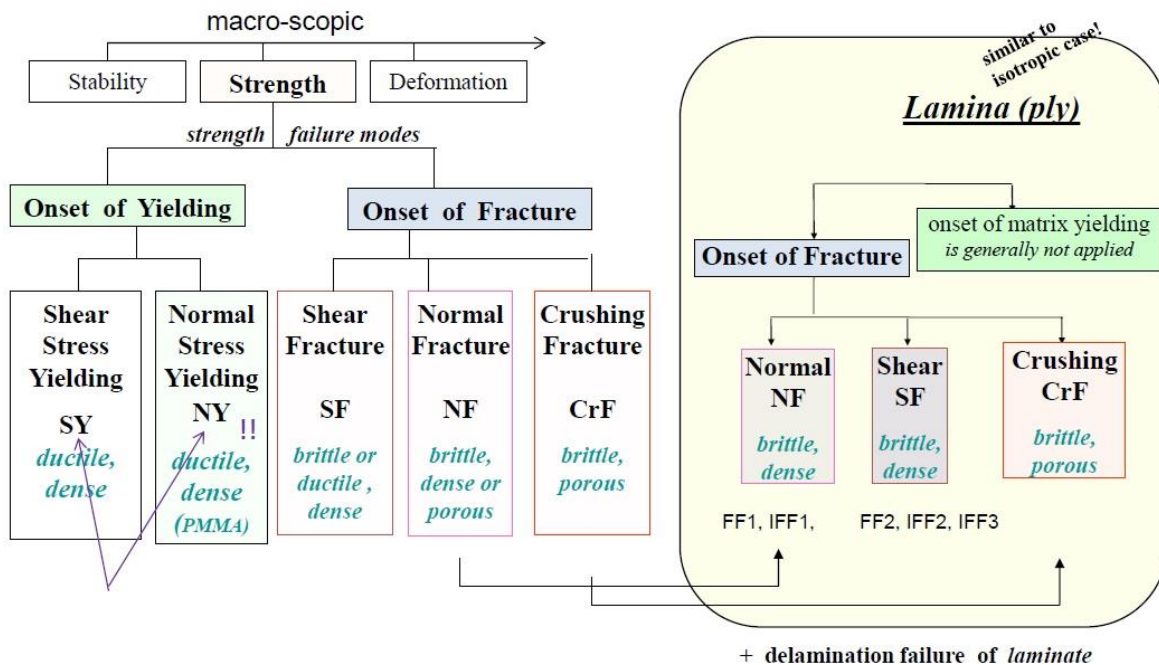 macro-scopic
Stability
Strength
Deformation
strength failure modes
Onset of Yielding
Onset of Fracture
Shear
Stress
Yielding
SY
ductile,
dense
Normal
Stress
Yielding
NY !!
ductile,
dense
(PMMA)
Shear
Fracture
SF
brittle or
ductile ,
dense
Normal
Fracture
NF
brittle,
dense or
porous
Crushing
Fracture
CrF
brittle,
porous
similar to
isotropic case!
Lamina (ply)
onset of matrix yielding
is generally not applied
Onset of Fracture
Normal
NF
brittle,
dense
Shear
SF
brittle,
dense
Crushing
CrF
brittle,
porous
FF1, IFF1,
FF2, IFF2, IFF3
+ delamination failure of laminate